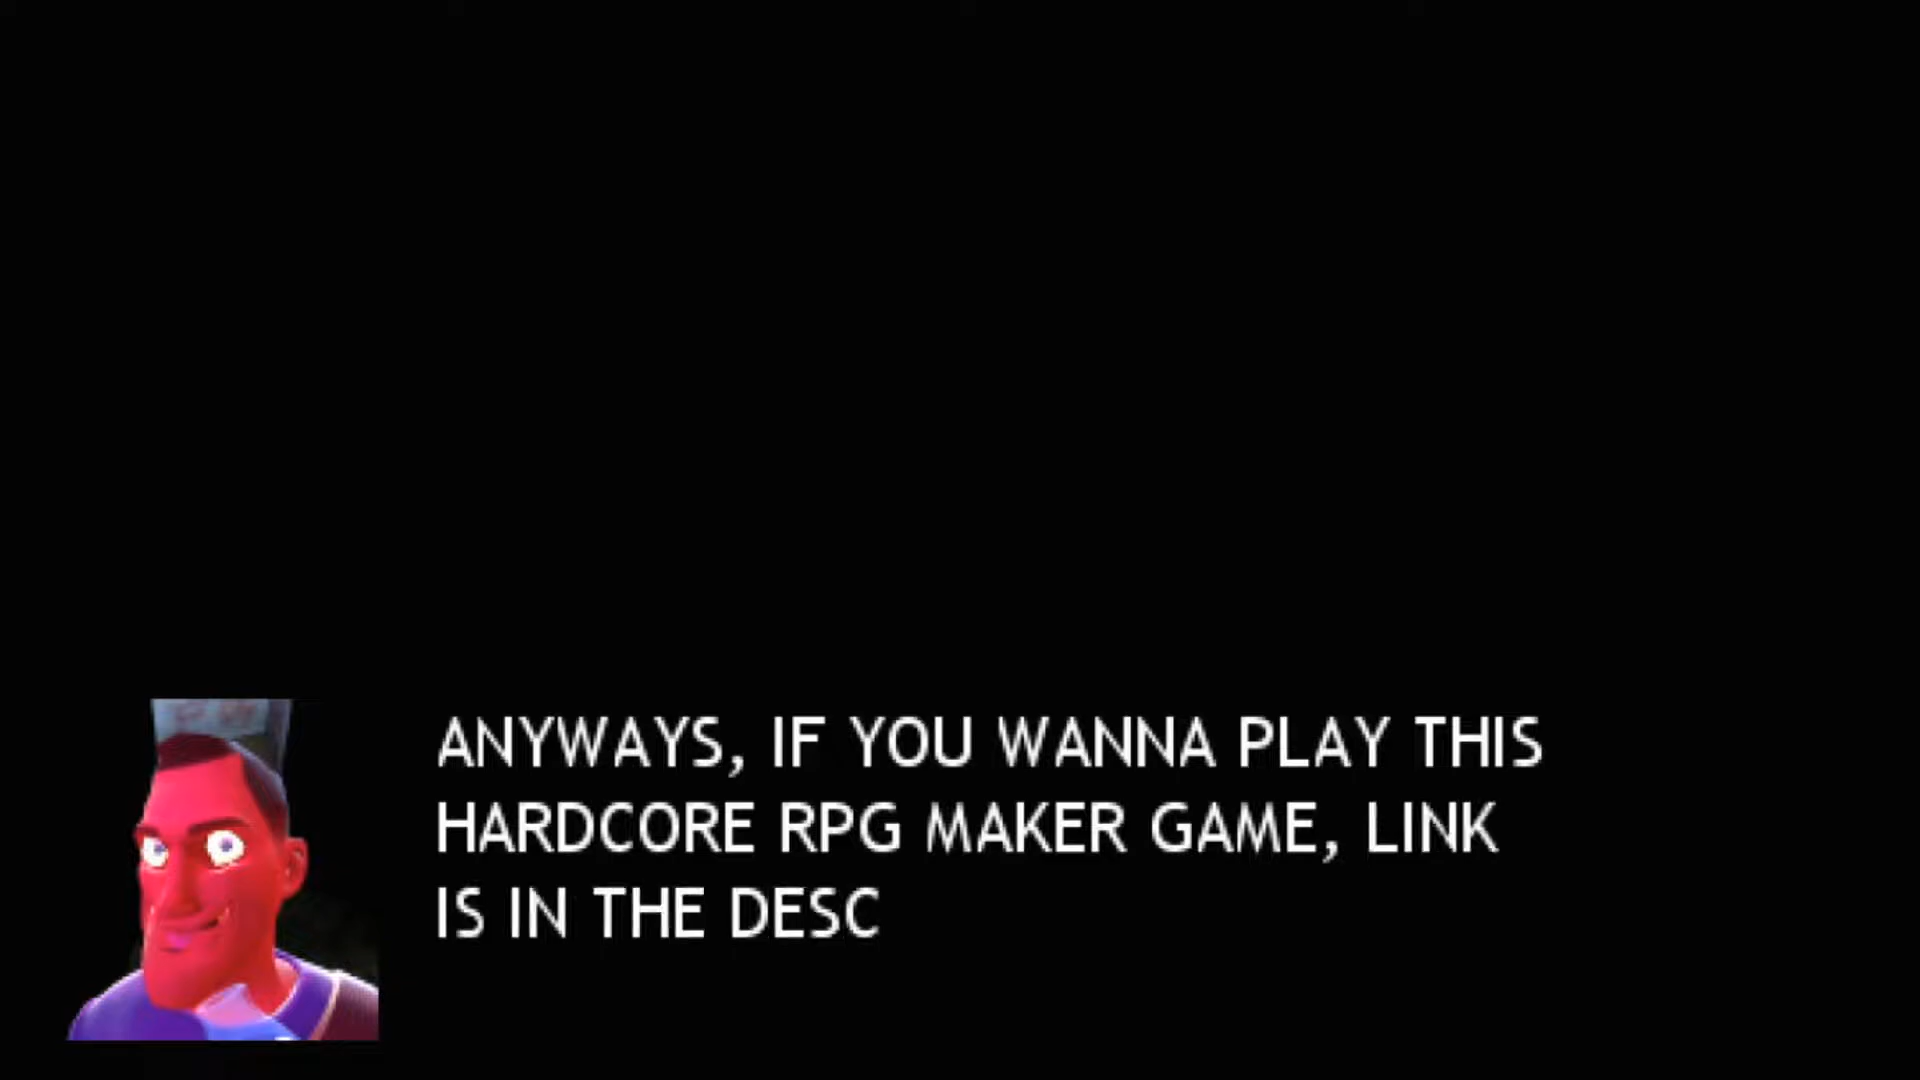 ANYWAYS, IF YOU WANNA PLAY THIS
HARDCORE RPG MAKER GAME, LINK
IS IN THE DESC